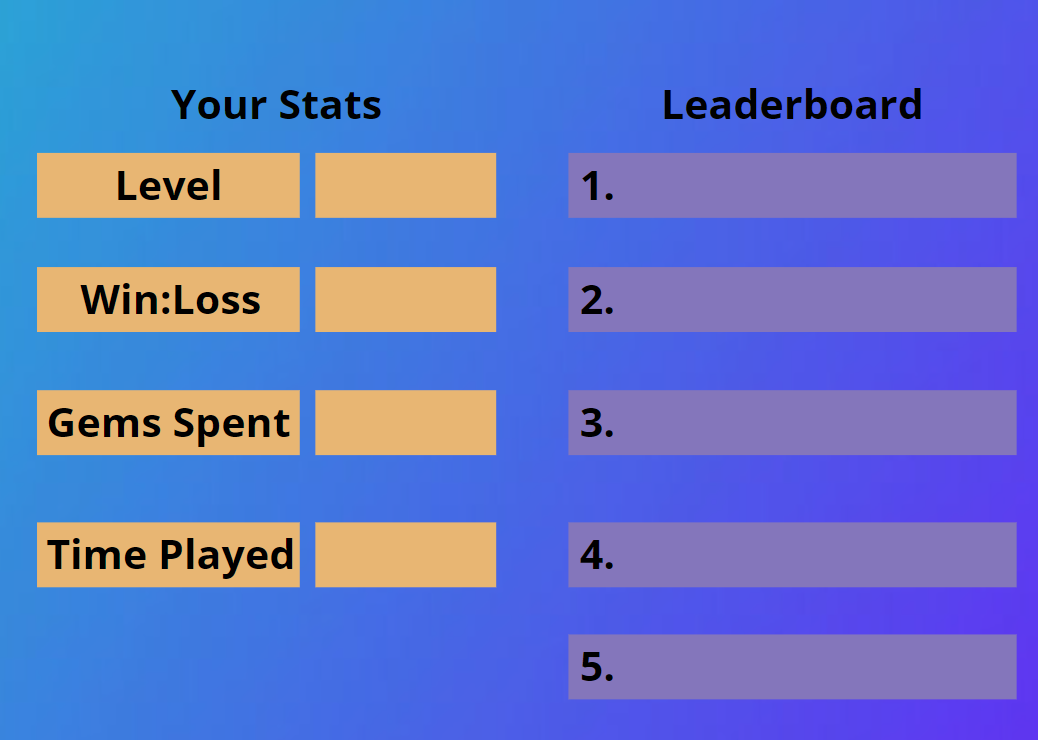 Your Stats
Level
Win:Loss
Gems Spent
Time Played
Leaderboard
1.
2.
3.
4.
5.